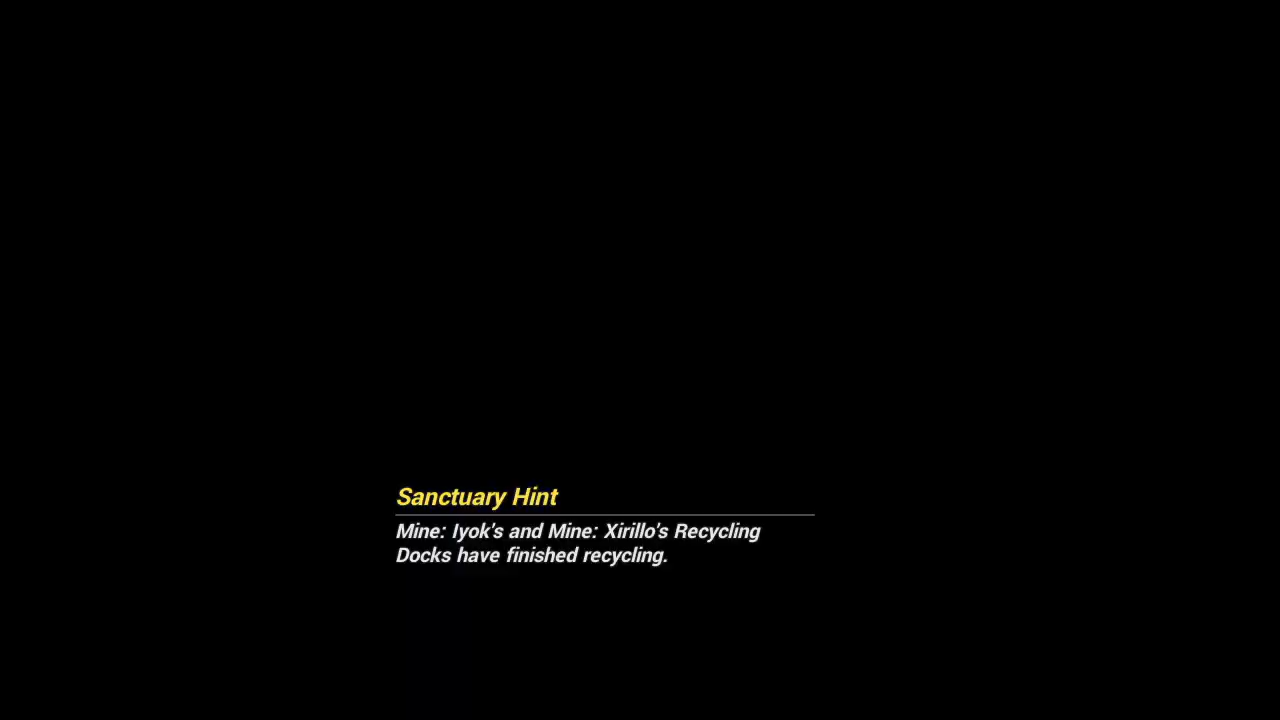 Sanctuary Hint
Mine: Iyok's and Mine: Xirillo's Recycling
Docks have finished recycling.